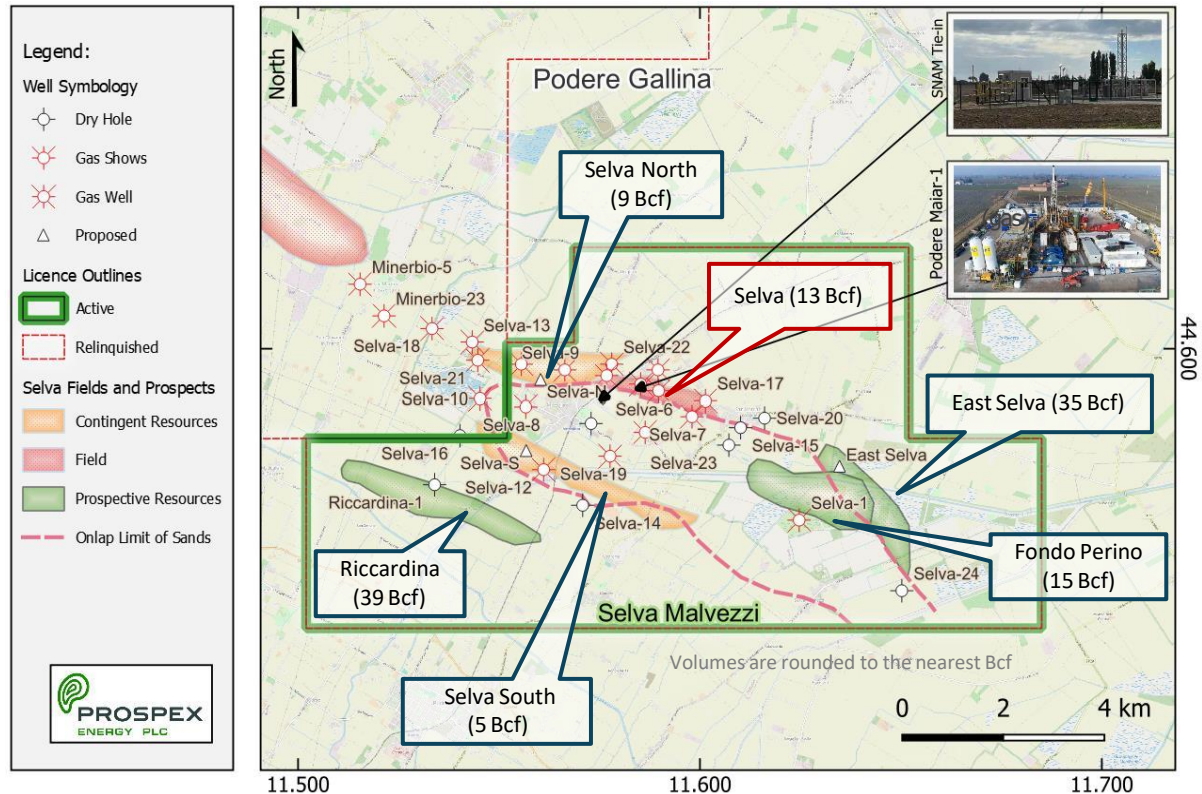 Legend:
Well Symbology
Dry Hole
Gas Shows
Gas Well
Proposed
Licence Outlines
Active
Relinquished
Selva Fields and Prospects
Contingent Resources
Field
Prospective Resources
Onlap Limit of Sands
PROSPEX
ENERGY PLC
North
Podere Gallina
SNAM Tie-in
Podere Maiar-1
Selva North
(9 Bcf)
Selva (13 Bcf)
East Selva (35 Bcf)
Minerbio-5
Minerbio-23
Selva-13
Selva-18
Selva-9
Selva-22
Selva-21
Selva-N
Selva-17
Selva-10
Selva-6
Selva-20
Selva-8
Selva-7
Selva-15
Selva-16
Selva-S
Selva-19
Selva-23
East Selva
Riccardina-1
Selva-12
Selva-1
Selva-14
Selva-24
Riccardina
(39 Bcf)
Fondo Perino
(15 Bcf)
Selva Malvezzi
Selva South
(5 Bcf)
Volumes are rounded to the nearest Bcf
0 2 4 km
44.600
11.500 11.600 11.700